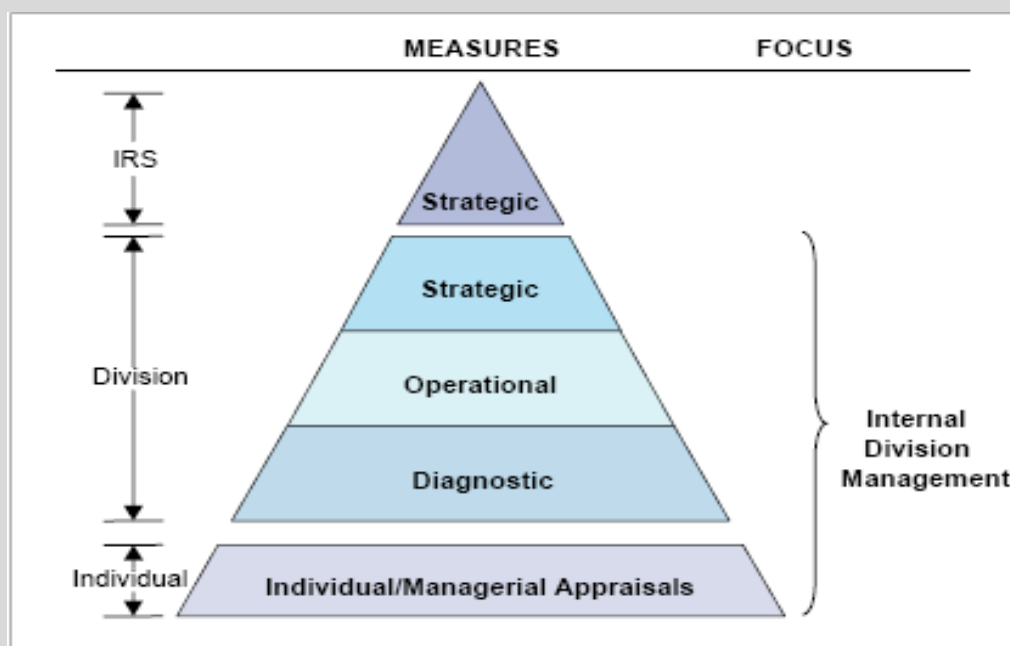 MEASURES FOCUS
IRS
Strategic
Strategic
Division
Operational
Internal
Division
Management
Diagnostic
Individual
Individual/Managerial Appraisals